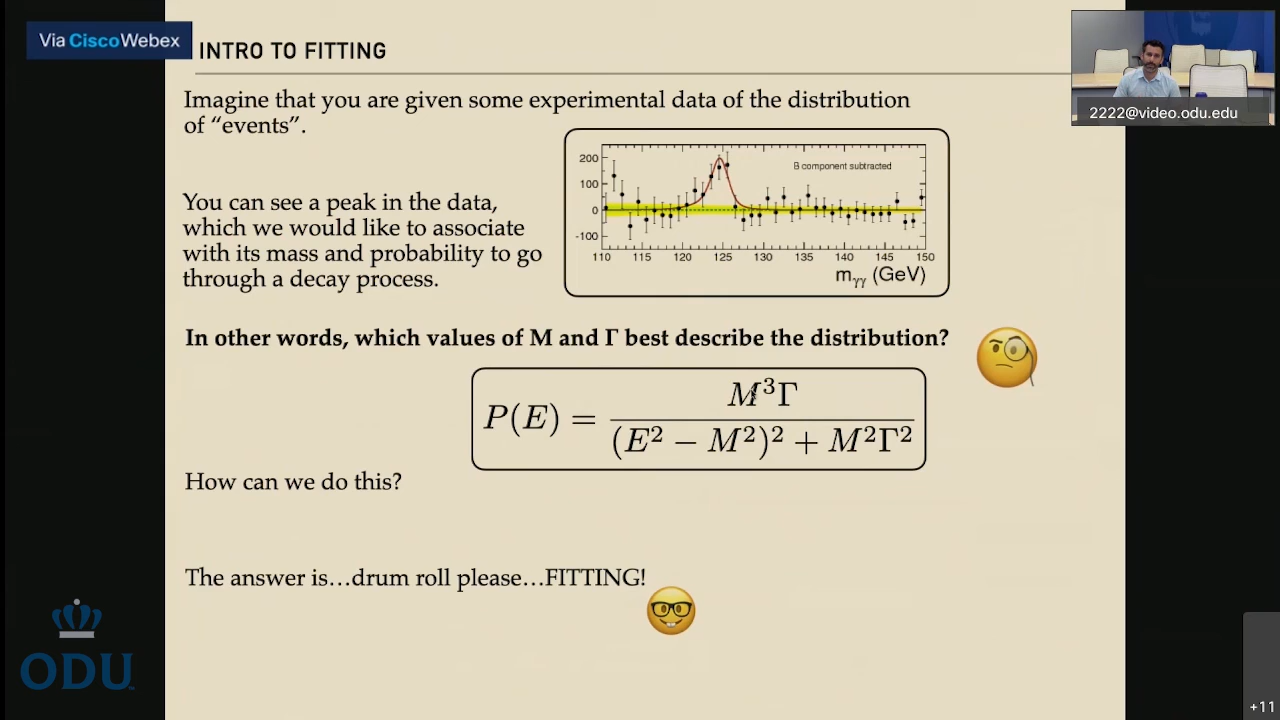 Via Cisco Webex
INTRO TO FITTING
2222@video.odu.edu
Imagine that you are given some experimental data of the distribution
of “events”.
200
100
0
-100
B component subtracted
110 115 120 125 130 135 140 145 150
mγγ (GeV)
You can see a peak in the data,
which we would like to associate
with its mass and probability to go
through a decay process.
In other words, which values of M and Γ best describe the distribution?
P(E) = M³Γ / (E² − M²)² + M²Γ²
How can we do this?
The answer is…drum roll please…FITTING!
ODU
+11